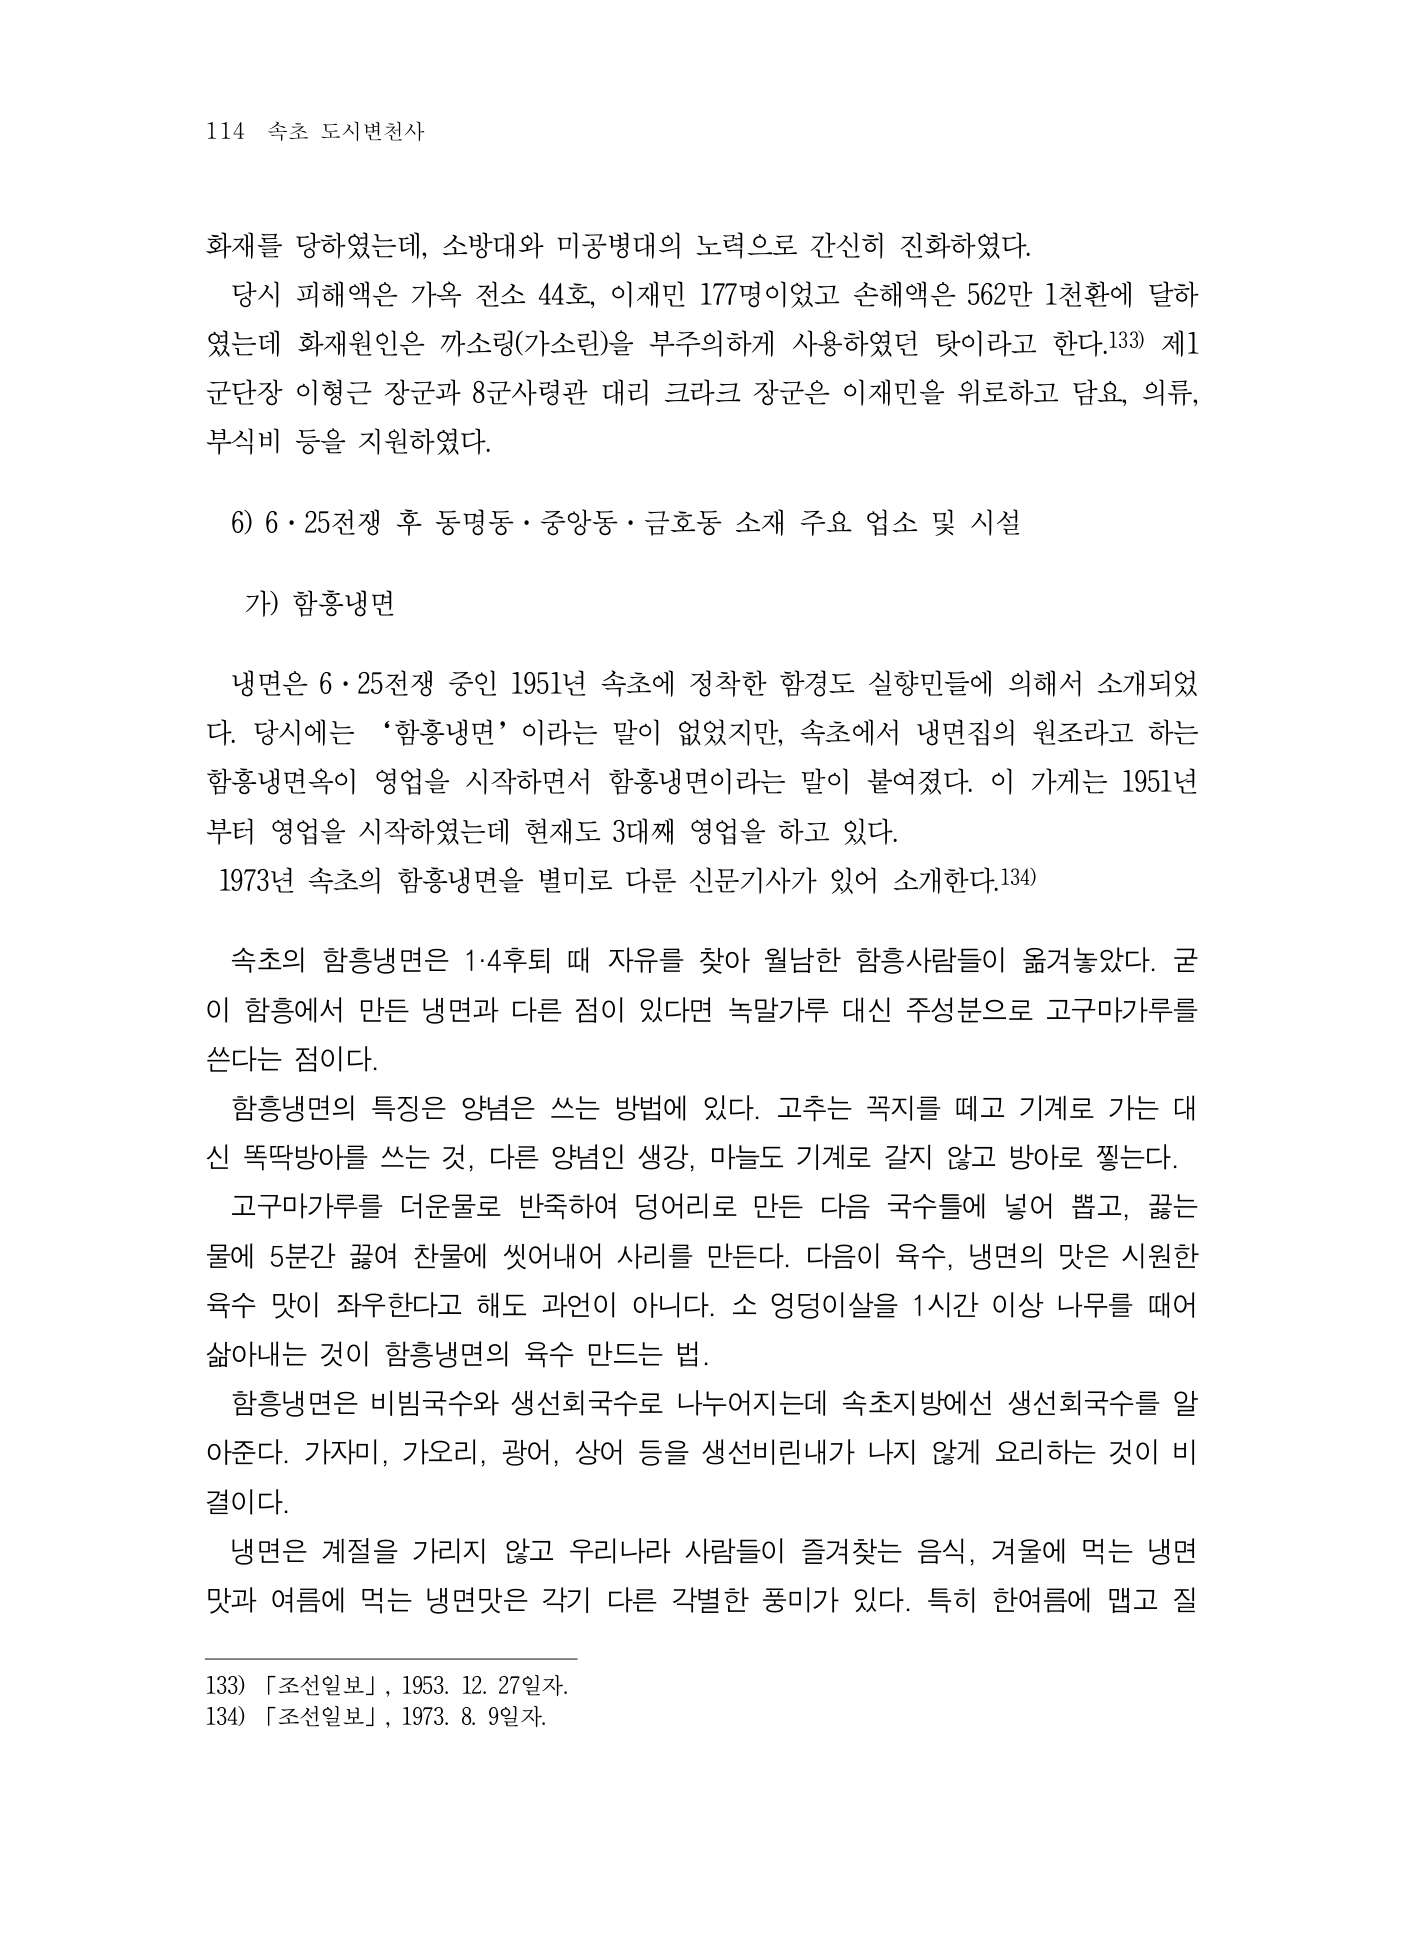 114 속초 도시변천사
화재를 당하였는데, 소방대와 미공병대의 노력으로 간신히 진화하였다.
당시 피해액은 가옥 전소 44호, 이재민 177명이었고 손해액은 562만 1천환에 달하
였는데 화재원인은 까소링(가소린)을 부주의하게 사용하였던 탓이라고 한다.133) 제1
군단장 이형근 장군과 8군사령관 대리 크라크 장군은 이재민을 위로하고 담요, 의류,
부식비 등을 지원하였다.
6) 6·25전쟁 후 동명동·중앙동·금호동 소재 주요 업소 및 시설
가) 함흥냉면
냉면은 6·25전쟁 중인 1951년 속초에 정착한 함경도 실향민들에 의해서 소개되었
다. 당시에는 ‘함흥냉면’이라는 말이 없었지만, 속초에서 냉면집의 원조라고 하는
함흥냉면옥이 영업을 시작하면서 함흥냉면이라는 말이 붙여졌다. 이 가게는 1951년
부터 영업을 시작하였는데 현재도 3대째 영업을 하고 있다.
1973년 속초의 함흥냉면을 별미로 다룬 신문기사가 있어 소개한다.134)
속초의 함흥냉면은 1·4후퇴 때 자유를 찾아 월남한 함흥사람들이 옮겨놓았다. 굳
이 함흥에서 만든 냉면과 다른 점이 있다면 녹말가루 대신 주성분으로 고구마가루를
쓴다는 점이다.
함흥냉면의 특징은 양념은 쓰는 방법에 있다. 고추는 꼭지를 떼고 기계로 가는 대
신 똑딱방아를 쓰는 것, 다른 양념인 생강, 마늘도 기계로 갈지 않고 방아로 찧는다.
고구마가루를 더운물로 반죽하여 덩어리로 만든 다음 국수틀에 넣어 뽑고, 끓는
물에 5분간 끓여 찬물에 씻어내어 사리를 만든다. 다음이 육수, 냉면의 맛은 시원한
육수 맛이 좌우한다고 해도 과언이 아니다. 소 엉덩이살을 1시간 이상 나무를 때어
삶아내는 것이 함흥냉면의 육수 만드는 법.
함흥냉면은 비빔국수와 생선회국수로 나누어지는데 속초지방에선 생선회국수를 알
아준다. 가자미, 가오리, 광어, 상어 등을 생선비린내가 나지 않게 요리하는 것이 비
결이다.
냉면은 계절을 가리지 않고 우리나라 사람들이 즐겨찾는 음식, 겨울에 먹는 냉면
맛과 여름에 먹는 냉면맛은 각기 다른 각별한 풍미가 있다. 특히 한여름에 맵고 질
133) 「조선일보」, 1953. 12. 27일자.
134) 「조선일보」, 1973. 8. 9일자.